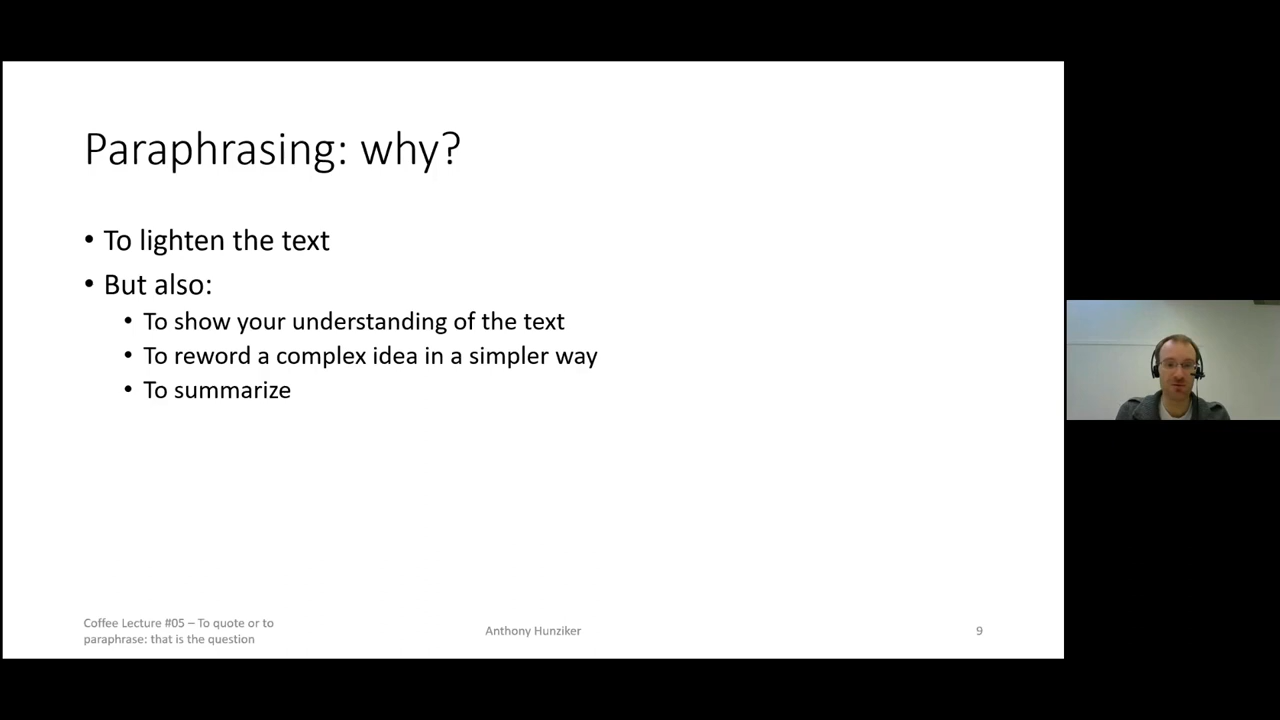 Paraphrasing: why?
• To lighten the text
• But also:
• To show your understanding of the text
• To reword a complex idea in a simpler way
• To summarize
Coffee Lecture #05 – To quote or to
paraphrase: that is the question
Anthony Hunziker
9